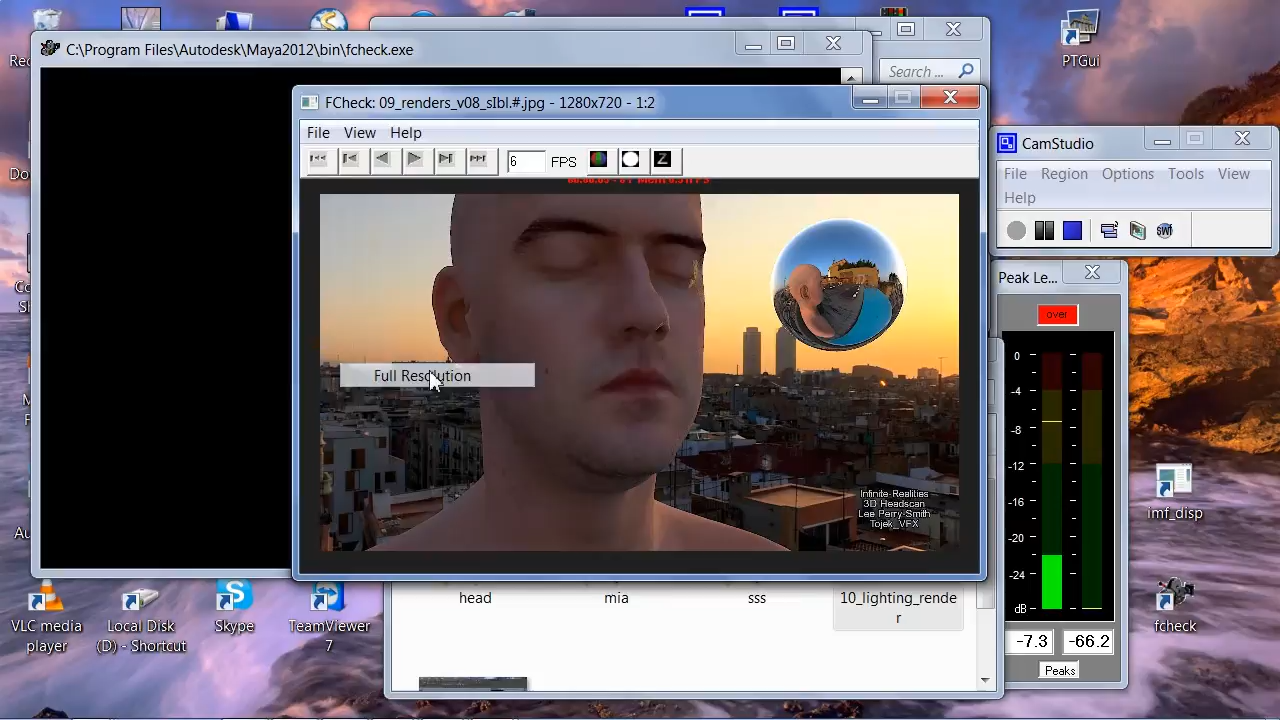 PTGui
C:\Program Files\Autodesk\Maya2012\bin\fcheck.exe
Search ...
FCheck: 09_renders_v08_sIbl.#.jpg - 1280x720 - 1:2
File View Help
6 FPS
Z
CamStudio
File Region Options Tools View
Help
SWF
Full Resolution
Infinite-Realities
3D Headscan
Lee Perry-Smith
Tojek_VFX
Peak Le...
over
0
-4
-8
-12
-16
-20
-24
dB
-7.3 -66.2
Peaks
imf_disp
fcheck
VLC media
player
Local Disk
(D) - Shortcut
Skype
TeamViewer
7
head
mia
sss
10_lighting_rende
r